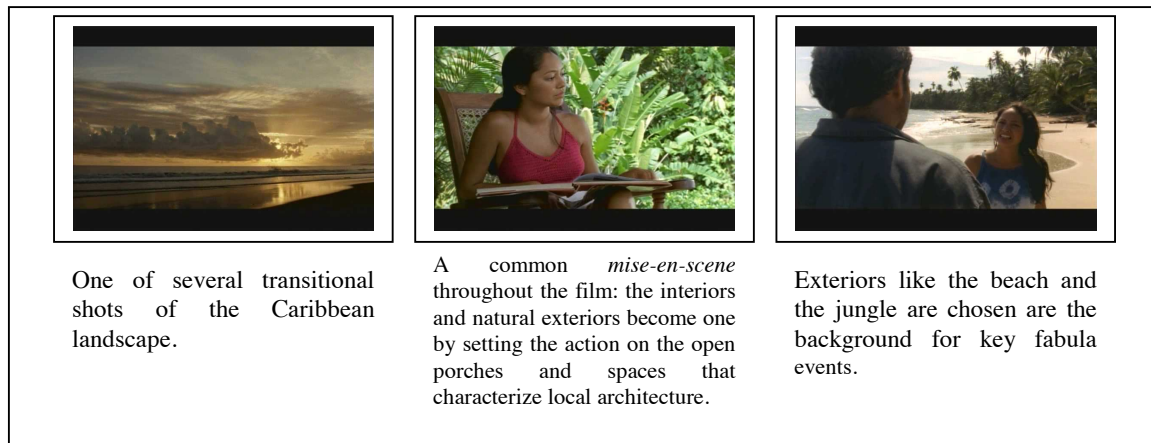 One of several transitional
shots of the Caribbean
landscape.
A common mise-en-scene
throughout the film: the interiors
and natural exteriors become one
by setting the action on the open
porches and spaces that
characterize local architecture.
Exteriors like the beach and
the jungle are chosen are the
background for key fabula
events.